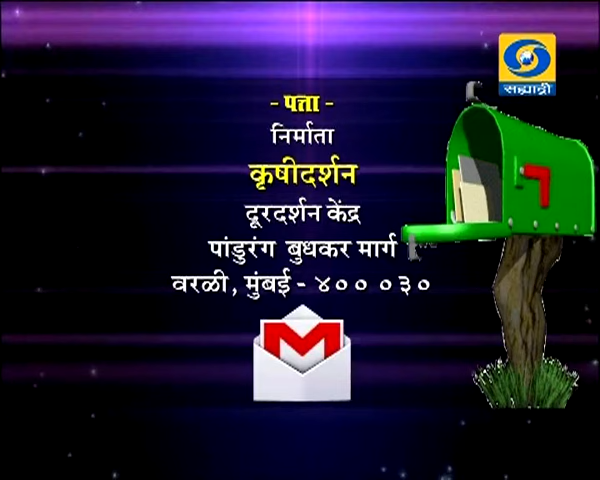 सह्याद्री
- पत्ता -
निर्माता
कृषीदर्शन
दूरदर्शन केंद्र
पांडुरंग बुधकर मार्ग
वरळी, मुंबई - ४०० ०३०